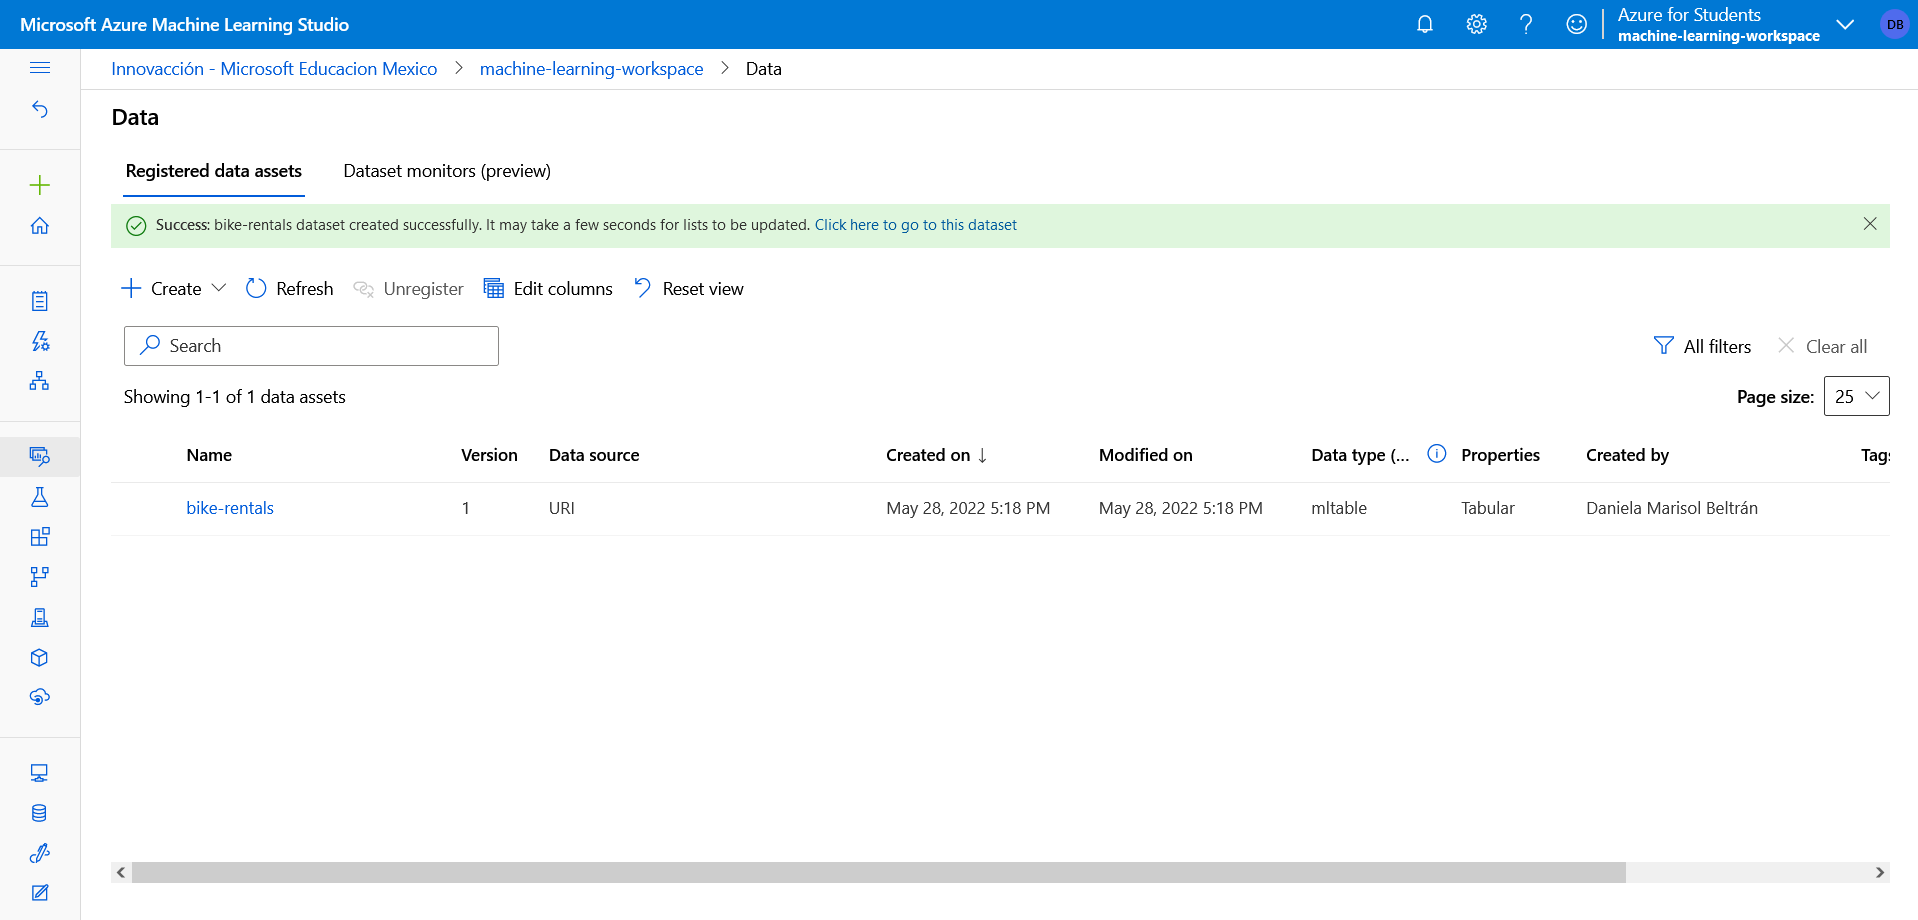 Microsoft Azure Machine Learning Studio
Azure for Students
machine-learning-workspace
DB
Innovacción - Microsoft Educacion Mexico > machine-learning-workspace > Data
Data
Registered data assets
Dataset monitors (preview)
Success: bike-rentals dataset created successfully. It may take a few seconds for lists to be updated. Click here to go to this dataset
Create
Refresh
Unregister
Edit columns
Reset view
Search
All filters
Clear all
Showing 1-1 of 1 data assets
Page size: 25
Name Version Data source Created on ↓ Modified on Data type (... Properties Created by Tags
bike-rentals 1 URI May 28, 2022 5:18 PM May 28, 2022 5:18 PM mltable Tabular Daniela Marisol Beltrán